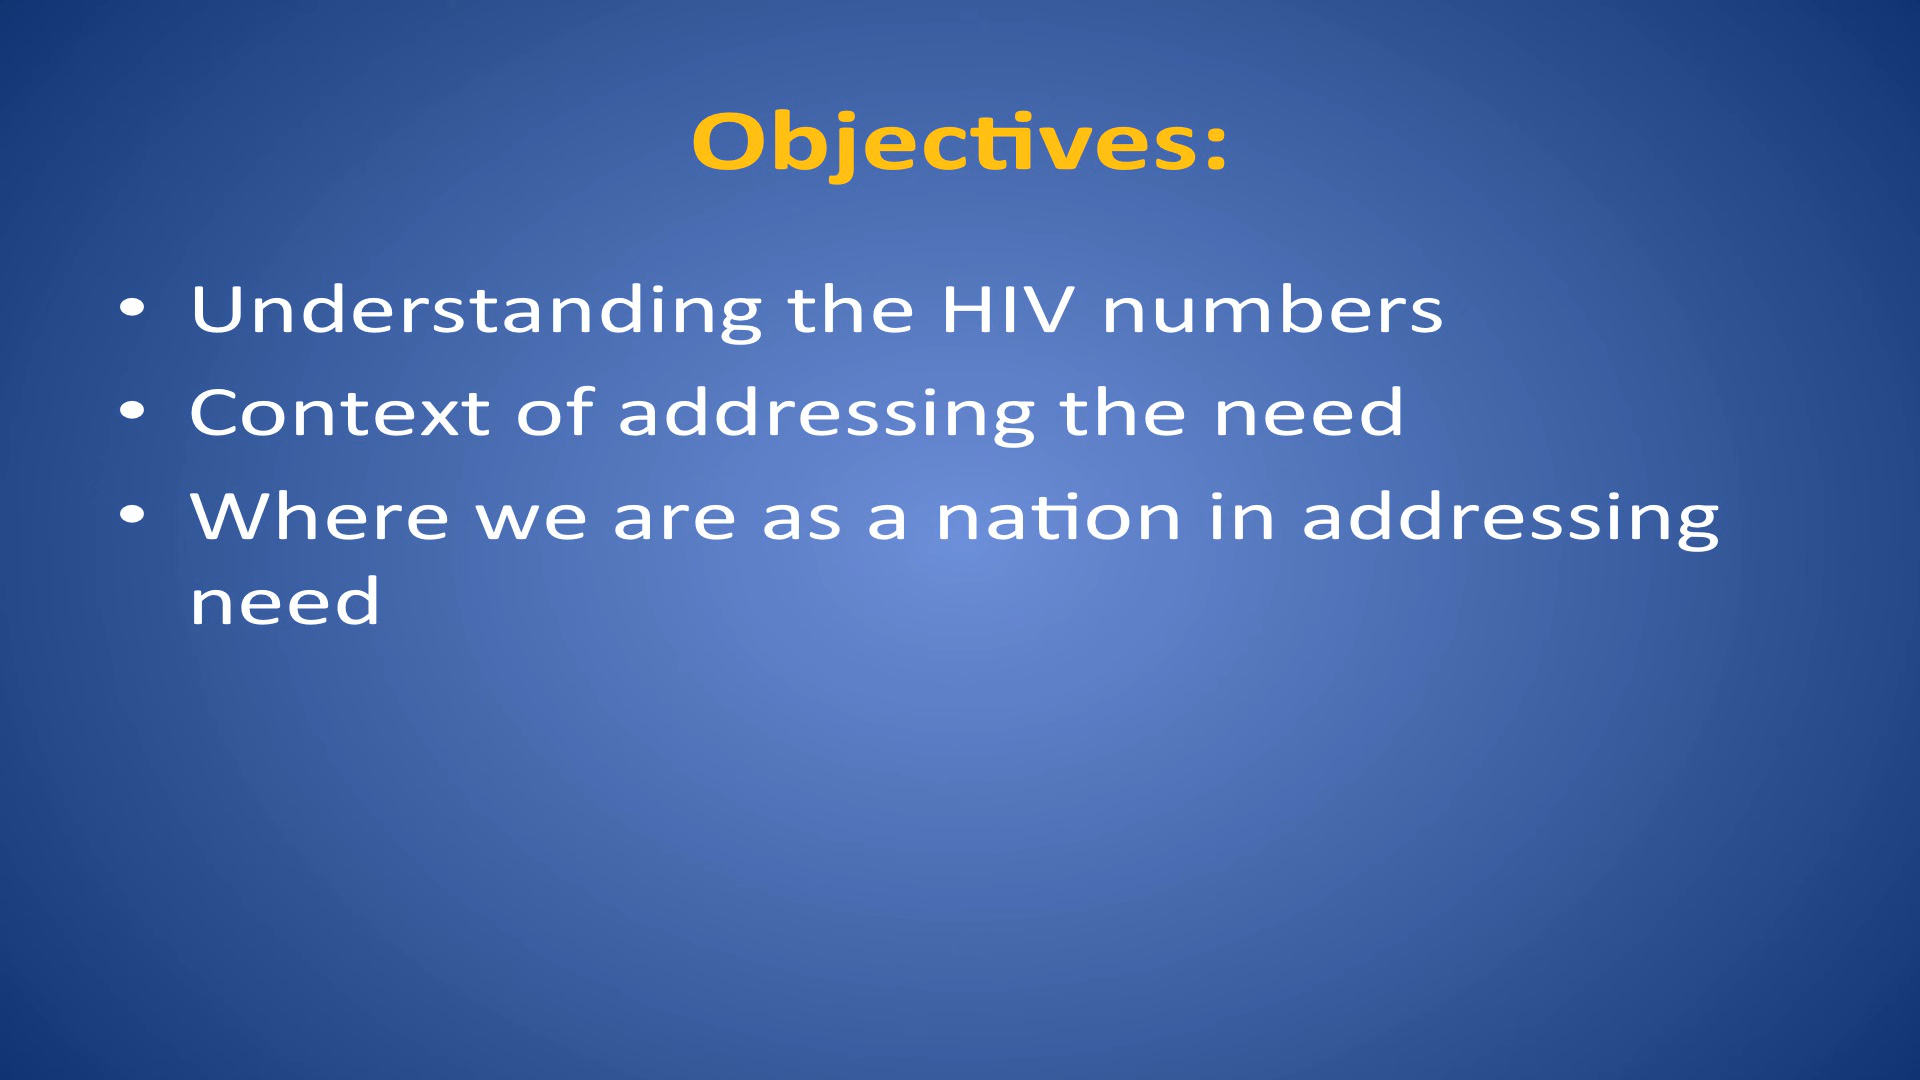 Objectives:
• Understanding the HIV numbers
• Context of addressing the need
• Where we are as a nation in addressing
need